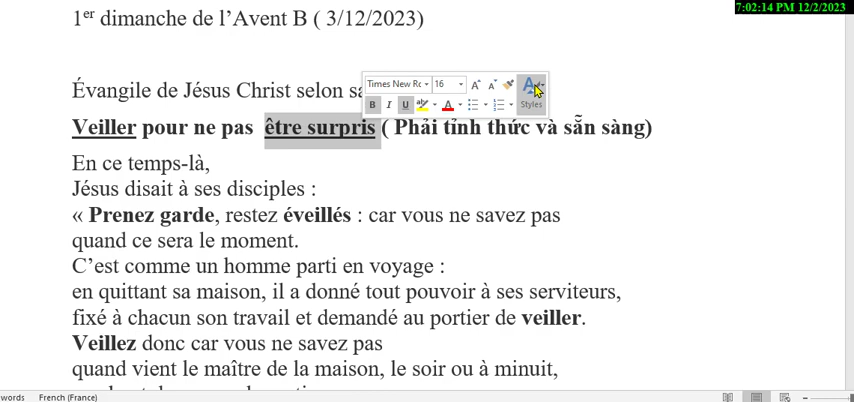 7:02:14 PM 12/2/2023
1er dimanche de l’Avent B ( 3/12/2023)
Évangile de Jésus Christ selon
Times New Ro 16
Styles
Veiller pour ne pas être surpris ( Phải tỉnh thức và sẵn sàng)
En ce temps-là,
Jésus disait à ses disciples :
« Prenez garde, restez éveillés : car vous ne savez pas
quand ce sera le moment.
C’est comme un homme parti en voyage :
en quittant sa maison, il a donné tout pouvoir à ses serviteurs,
fixé à chacun son travail et demandé au portier de veiller.
Veillez donc car vous ne savez pas
quand vient le maître de la maison, le soir ou à minuit,
words French (France)